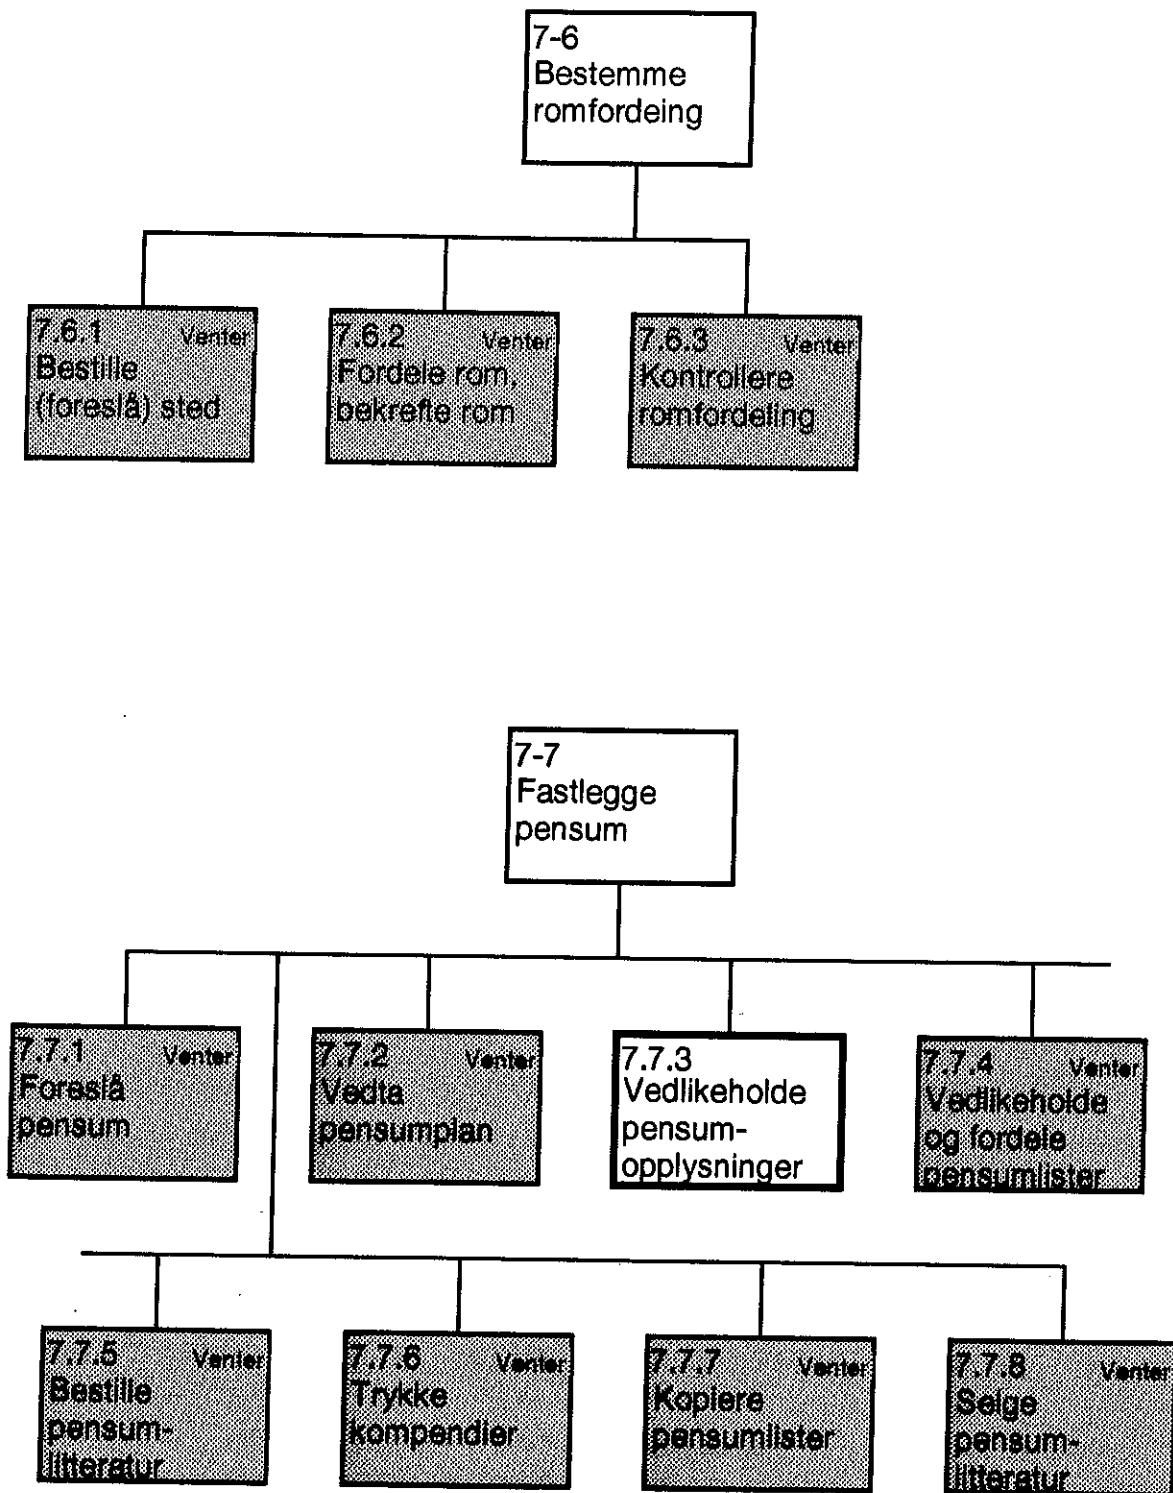 7-6
Bestemme
romfordeing
7.6.1 Venter
Bestille
(foreslå) sted
7.6.2 Venter
Fordele rom,
bekrefte rom
7.6.3 Venter
Kontrollere
romfordeling
7-7
Fastlegge
pensum
7.7.1 Venter
Foreslå
pensum
7.7.2 Venter
Vedta
pensumplan
7.7.3
Vedlikeholde
pensum-
opplysninger
7.7.4 Venter
Vedlikeholde
og fordele
pensumlister
7.7.5 Venter
Bestille
pensum-
litteratur
7.7.6 Venter
Trykke
kompendier
7.7.7 Venter
Kopiere
pensumlister
7.7.8 Venter
Selge
pensum-
litteratur